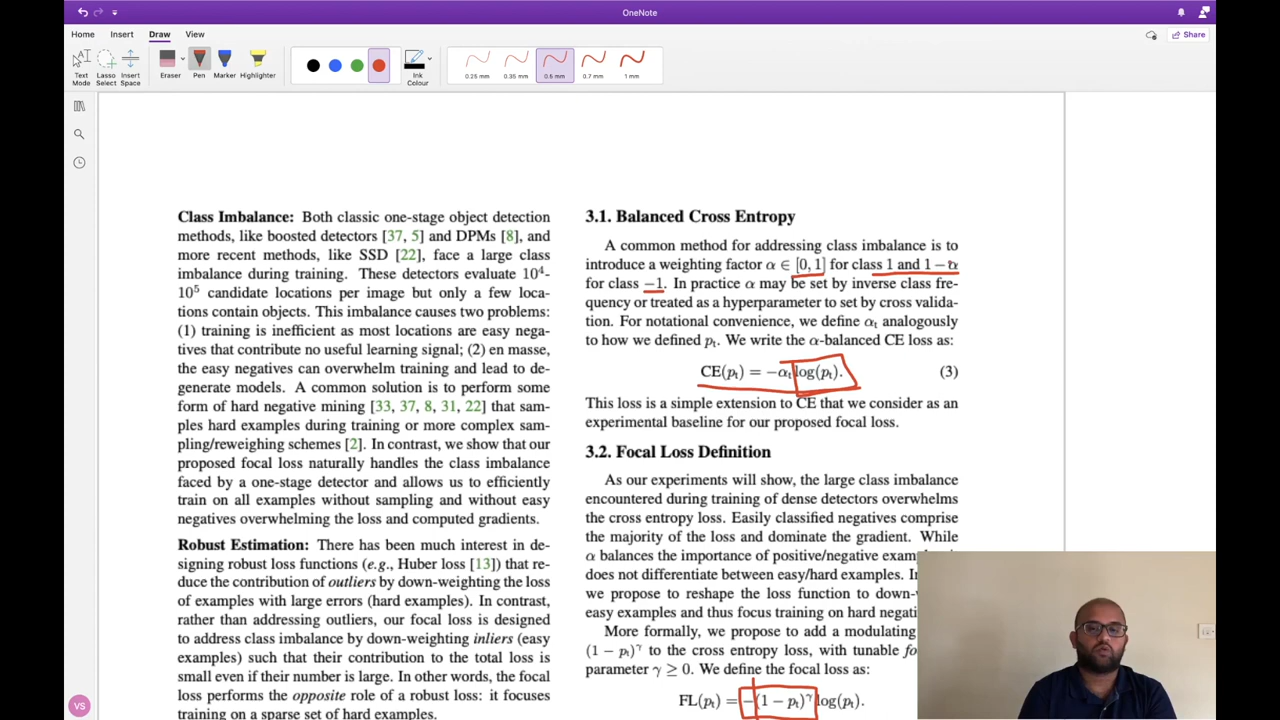 OneNote
Home Insert Draw View
Share
Text Mode
Lasso Select
Insert Space
Eraser
Pen
Marker
Highlighter
Ink Colour
0.25 mm
0.35 mm
0.5 mm
0.7 mm
1 mm
Class Imbalance: Both classic one-stage object detection
methods, like boosted detectors [37, 5] and DPMs [8], and
more recent methods, like SSD [22], face a large class
imbalance during training. These detectors evaluate 10⁴-
10⁵ candidate locations per image but only a few loca-
tions contain objects. This imbalance causes two problems:
(1) training is inefficient as most locations are easy nega-
tives that contribute no useful learning signal; (2) en masse,
the easy negatives can overwhelm training and lead to de-
generate models. A common solution is to perform some
form of hard negative mining [33, 37, 8, 31, 22] that sam-
ples hard examples during training or more complex sam-
pling/reweighing schemes [2]. In contrast, we show that our
proposed focal loss naturally handles the class imbalance
faced by a one-stage detector and allows us to efficiently
train on all examples without sampling and without easy
negatives overwhelming the loss and computed gradients.
Robust Estimation: There has been much interest in de-
signing robust loss functions (e.g., Huber loss [13]) that re-
duce the contribution of outliers by down-weighting the loss
of examples with large errors (hard examples). In contrast,
rather than addressing outliers, our focal loss is designed
to address class imbalance by down-weighting inliers (easy
examples) such that their contribution to the total loss is
small even if their number is large. In other words, the focal
loss performs the opposite role of a robust loss: it focuses
training on a sparse set of hard examples.
3.1. Balanced Cross Entropy
A common method for addressing class imbalance is to
introduce a weighting factor α ∈ [0, 1] for class 1 and 1−α
for class −1. In practice α may be set by inverse class fre-
quency or treated as a hyperparameter to set by cross valida-
tion. For notational convenience, we define αₜ analogously
to how we defined pₜ. We write the α-balanced CE loss as:
CE(pₜ) = −αₜ log(pₜ). (3)
This loss is a simple extension to CE that we consider as an
experimental baseline for our proposed focal loss.
3.2. Focal Loss Definition
As our experiments will show, the large class imbalance
encountered during training of dense detectors overwhelms
the cross entropy loss. Easily classified negatives comprise
the majority of the loss and dominate the gradient. While
α balances the importance of positive/negative exam
does not differentiate between easy/hard examples. In
we propose to reshape the loss function to down-
easy examples and thus focus training on hard negati
More formally, we propose to add a modulating
(1 − pₜ)ᵞ to the cross entropy loss, with tunable fo
parameter γ ≥ 0. We define the focal loss as:
FL(pₜ) = −(1 − pₜ)ᵞ log(pₜ).
VS